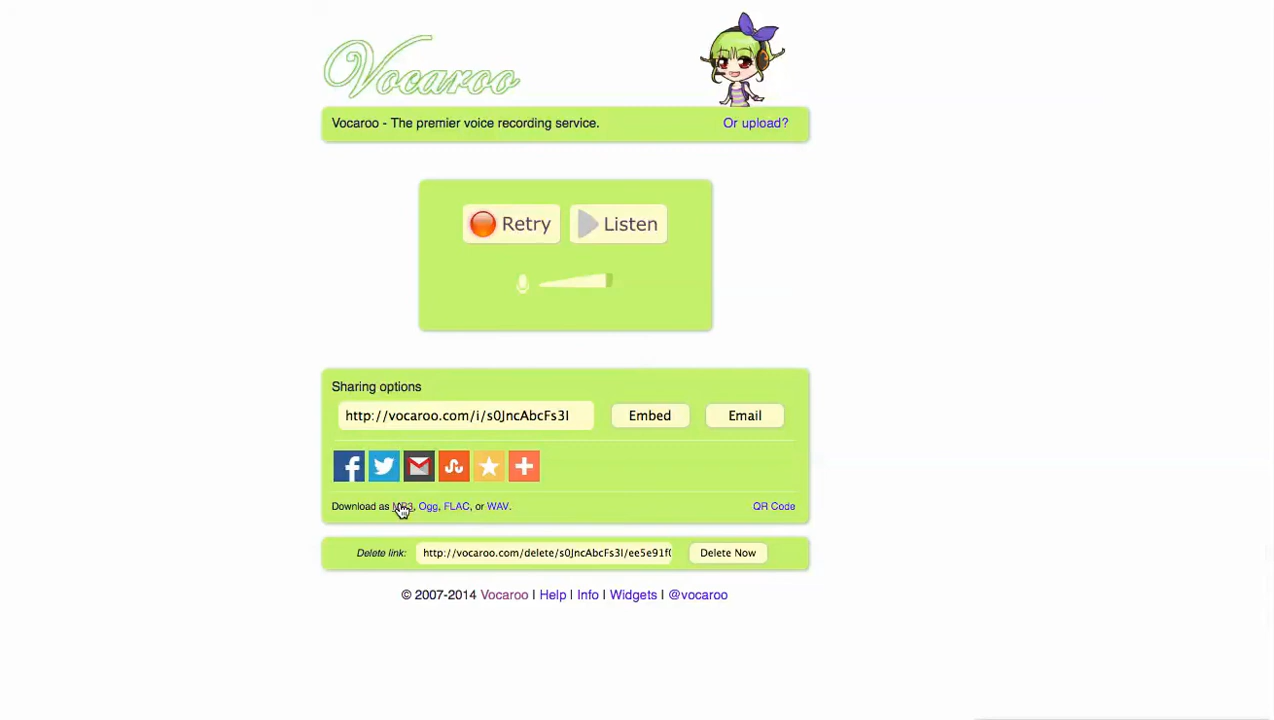 Vocaroo
Vocaroo - The premier voice recording service. Or upload?
Retry Listen
Sharing options
http://vocaroo.com/i/s0JncAbcFs3l Embed Email
Download as MP3, Ogg, FLAC, or WAV. QR Code
Delete link: http://vocaroo.com/delete/s0JncAbcFs3l/ee5e91f0 Delete Now
© 2007-2014 Vocaroo | Help | Info | Widgets | @vocaroo